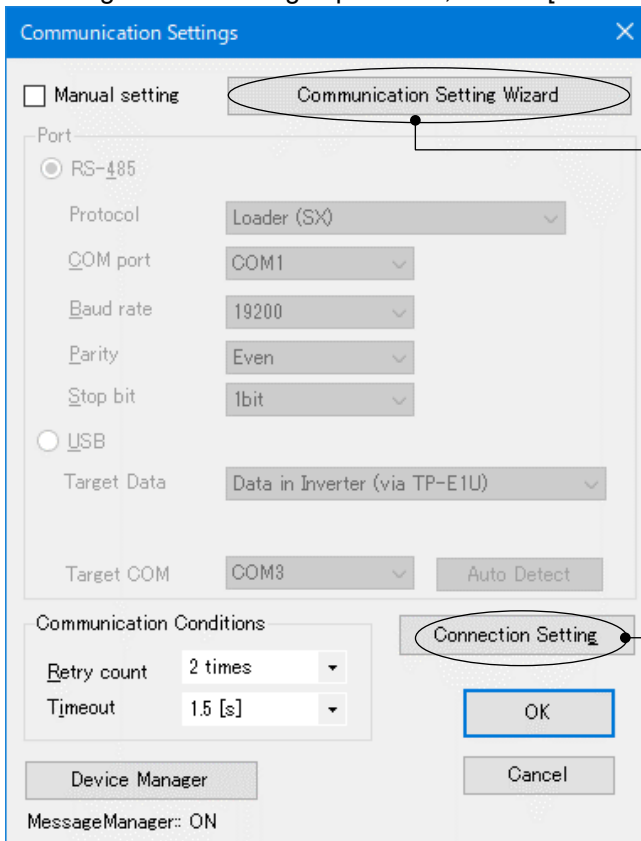 Communication Settings
Manual setting
Communication Setting Wizard
Port
RS-485
Protocol
Loader (SX)
COM port
COM1
Baud rate
19200
Parity
Even
Stop bit
1bit
USB
Target Data
Data in Inverter (via TP-E1U)
Target COM
COM3
Auto Detect
Communication Conditions
Connection Setting
Retry count
2 times
Timeout
1.5 [s]
OK
Device Manager
Cancel
MessageManager:: ON